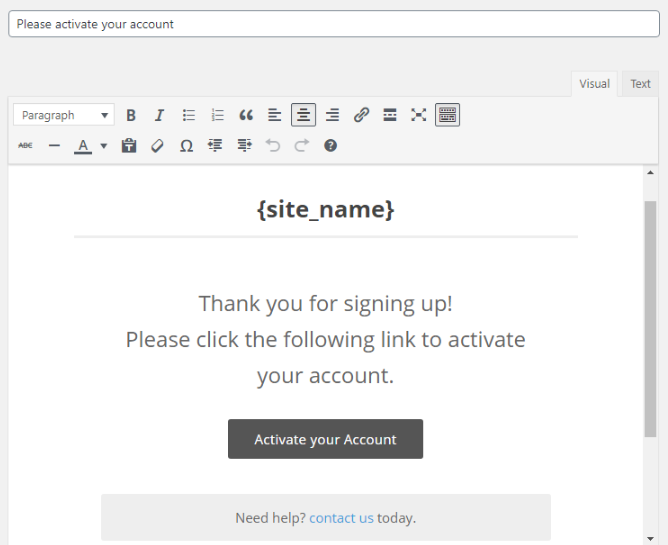 Please activate your account
Visual Text
Paragraph
ABC
{site_name}
Thank you for signing up!
Please click the following link to activate
your account.
Activate your Account
Need help? contact us today.